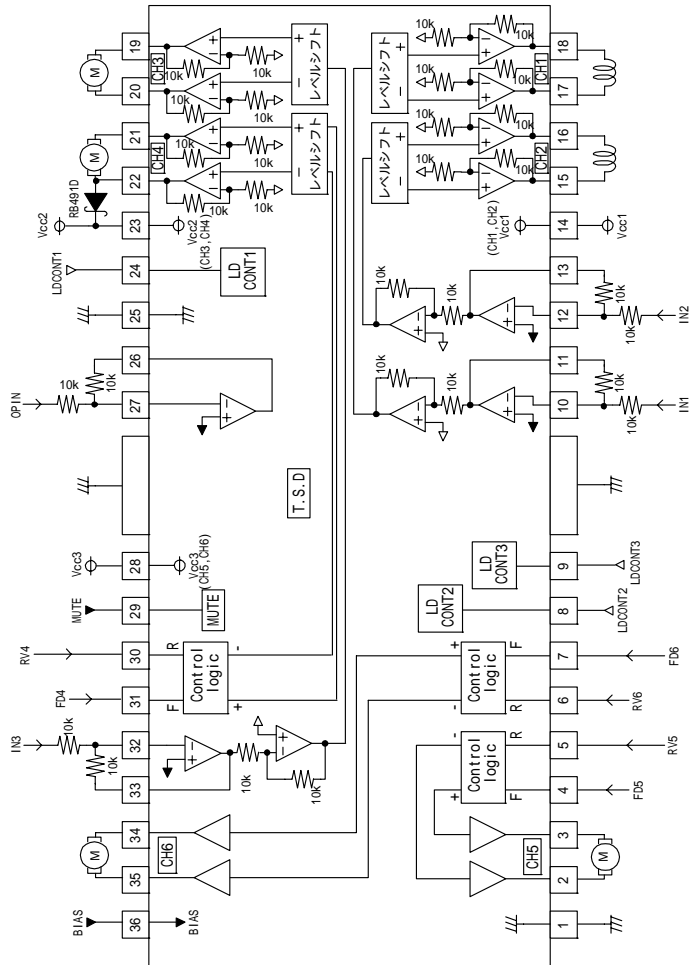 BIAS
M
IN3
10k
10k
FD4
RV4
MUTE
Vcc3
OPIN
10k
10k
LDCONT1
Vcc2
RB491D
M
M
36 35 34 33 32 31 30 29 28 27 26 25 24 23 22 21 20 19
BIAS
CH6
F R
Control logic
+ -
MUTE
Vcc3
(CH5,CH6)
LD CONT1
Vcc2
(CH3,CH4)
CH4
CH3
10k
10k
10k
10k
10k
10k
10k
10k
- +
レベルシフト
- +
レベルシフト
10k
10k
T.S.D
- +
Control logic
R F
+ -
Control logic
F R
LD CONT2
LD CONT3
10k
10k
10k
10k
- +
レベルシフト
- +
レベルシフト
10k
10k
10k
10k
10k
10k
10k
10k
Vcc1
(CH1,CH2)
CH5
CH2
CH1
1 2 3 4 5 6 7 8 9 10 11 12 13 14 15 16 17 18
M
FD5
RV5
RV6
FD6
LDCONT2
LDCONT3
10k
10k
IN1
10k
10k
IN2
Vcc1